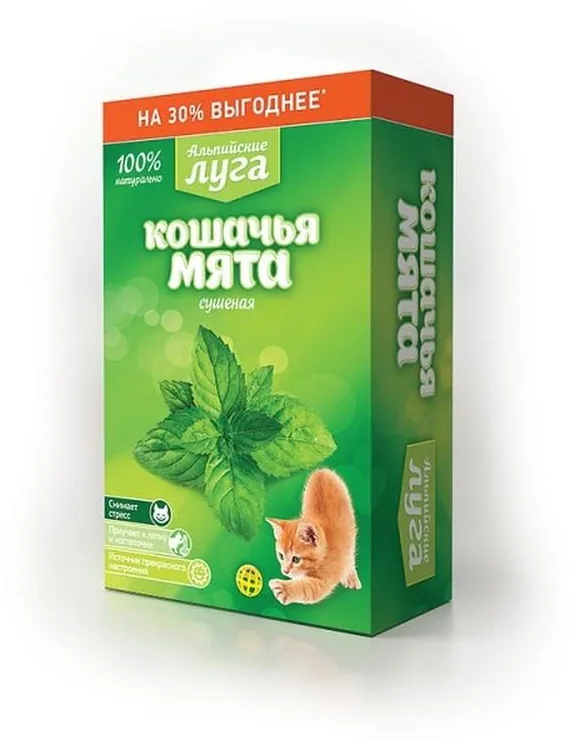 НА 30% ВЫГОДНЕЕ*
100%
натурально
Альпийские
луга
кошачья
мята
сушеная
Снимает
стресс
Приучает к лотку
и когтеточке
Источник прекрасного
настроения
кошачья
мята
Альпийские
луга